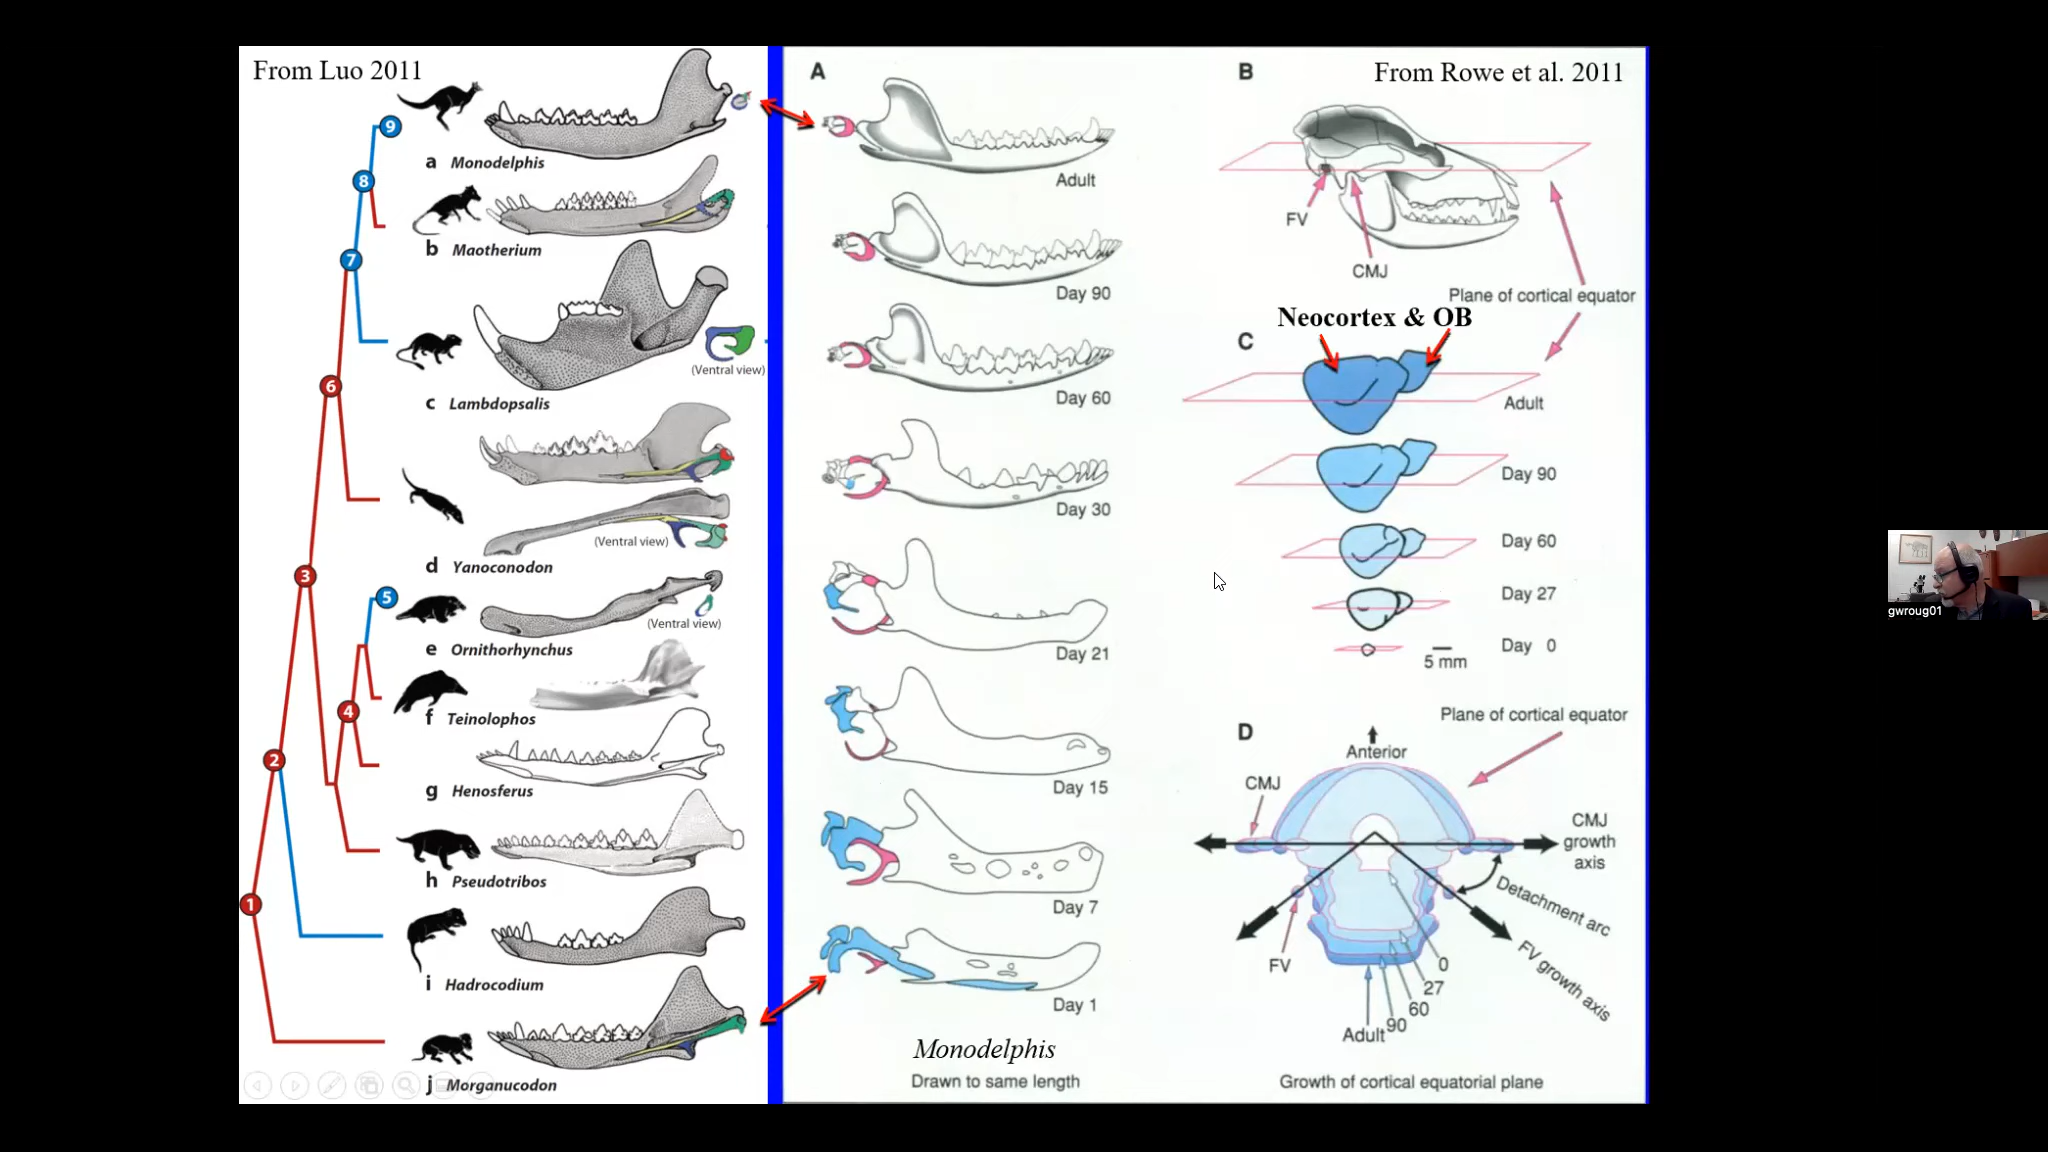 From Luo 2011
9
a Monodelphis
8
b Maotherium
7
(Ventral view)
c Lambdopsalis
6
(Ventral view)
d Yanoconodon
3
5
(Ventral view)
e Ornithorhynchus
4
f Teinolophos
2
g Henosferus
h Pseudotribos
1
i Hadrocodium
j Morganucodon
A
Adult
Day 90
Day 60
Day 30
Day 21
Day 15
Day 7
Day 1
Monodelphis
Drawn to same length
B
From Rowe et al. 2011
FV
CMJ
Plane of cortical equator
Neocortex & OB
C
Adult
Day 90
Day 60
Day 27
Day 0
5 mm
Plane of cortical equator
D
Anterior
CMJ
CMJ growth axis
Detachment arc
FV growth axis
FV
0
27
60
90
Adult
Growth of cortical equatorial plane
gwroug01